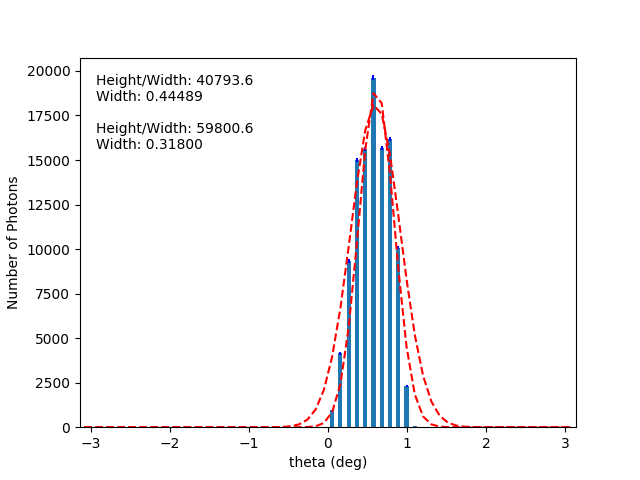 Height/Width: 40793.6
Width: 0.44489
Height/Width: 59800.6
Width: 0.31800
20000
17500
15000
12500
10000
7500
5000
2500
0
Number of Photons
−3 −2 −1 0 1 2 3
theta (deg)